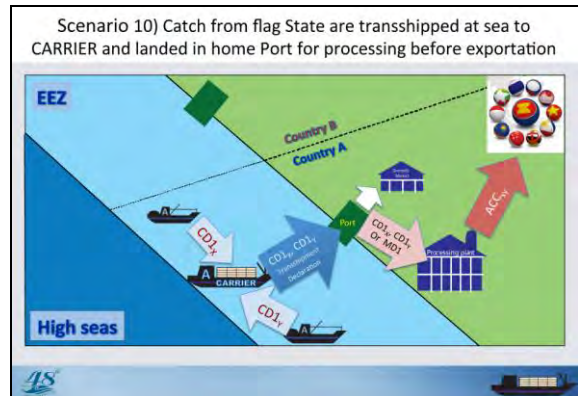 Scenario 10) Catch from flag State are transshipped at sea to
CARRIER and landed in home Port for processing before exportation
EEZ
Country B
Country A
Domestic
Market
Port
A
CD1X
CD1X, CD1Y
Transshipment
Declaration
CD1X, CD1Y
Or MD1
Processing plant
ACCXY
A
CARRIER
CD1Y
A
High seas
48